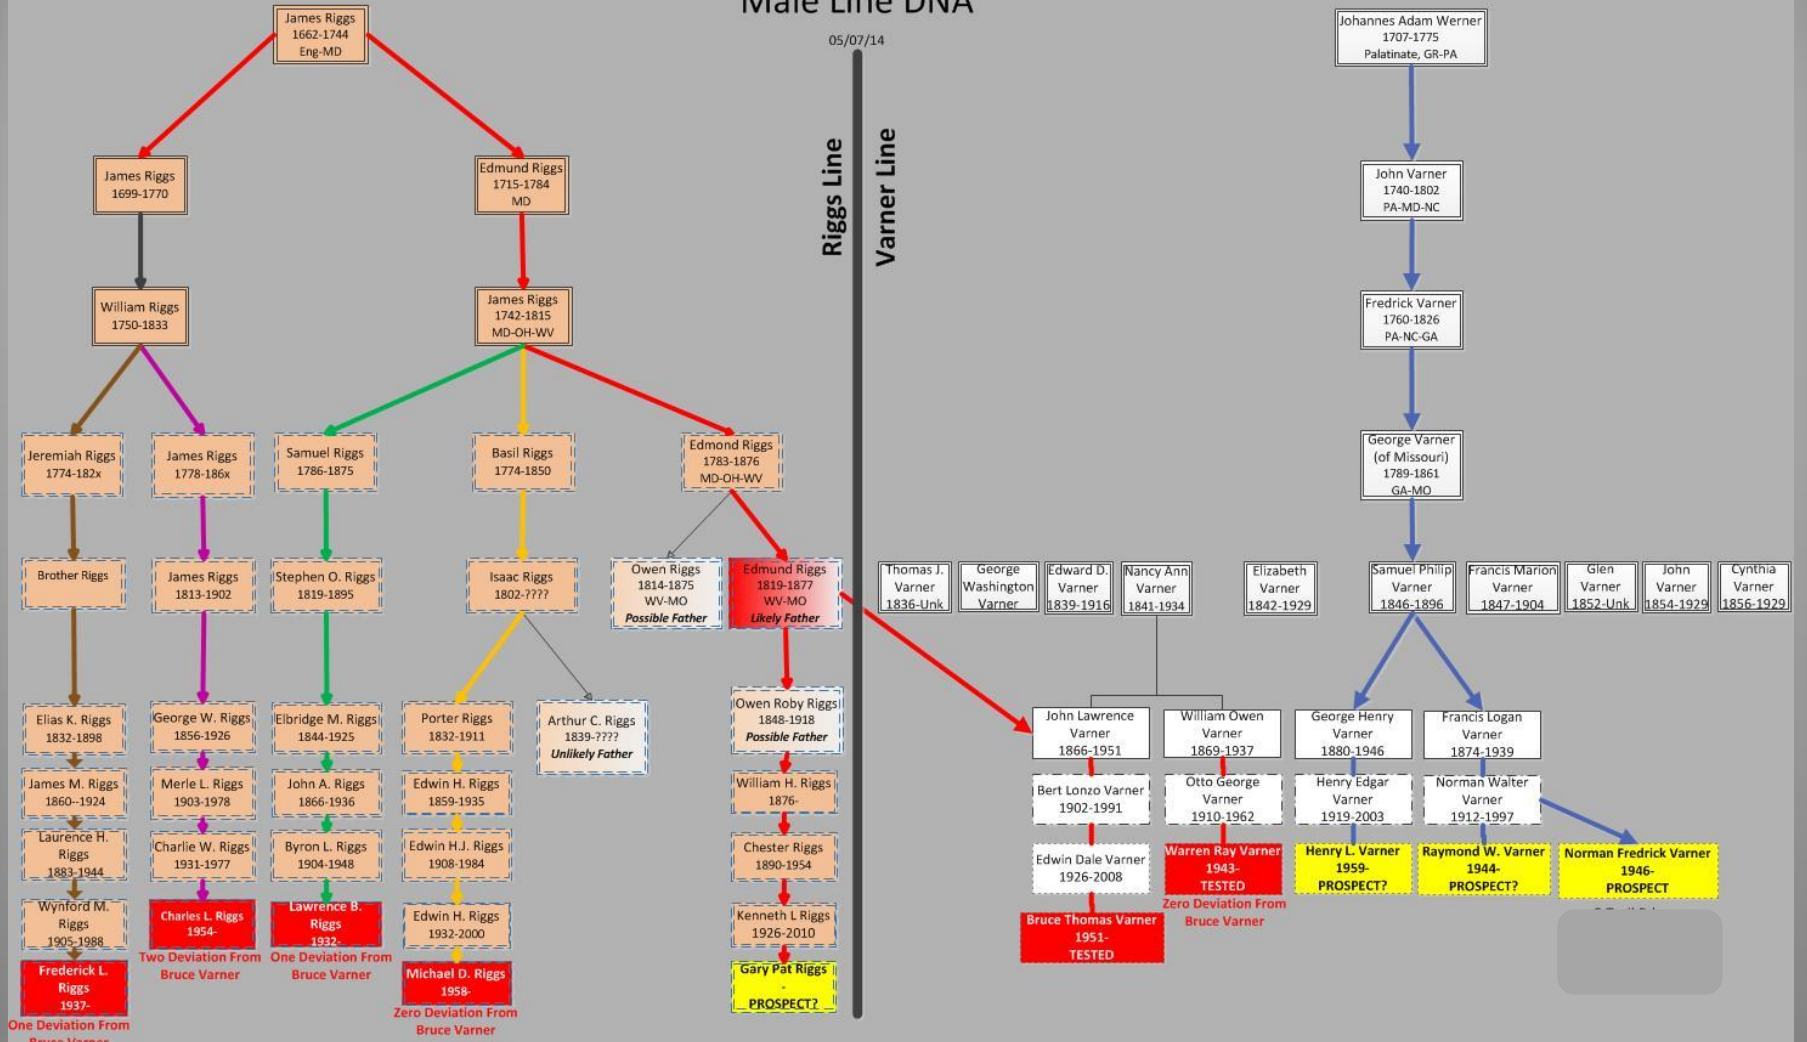 Male Line DNA
05/07/14
Riggs Line
Varner Line
James Riggs
1662-1744
Eng-MD
James Riggs
1699-1770
Edmund Riggs
1715-1784
MD
William Riggs
1750-1833
James Riggs
1742-1815
MD-OH-WV
Jeremiah Riggs
1774-182x
James Riggs
1778-186x
Samuel Riggs
1786-1875
Basil Riggs
1774-1850
Edmond Riggs
1783-1876
MD-OH-WV
Brother Riggs
James Riggs
1813-1902
Stephen O. Riggs
1819-1895
Isaac Riggs
1802-????
Owen Riggs
1814-1875
WV-MO
Possible Father
Edmund Riggs
1819-1877
WV-MO
Likely Father
Elias K. Riggs
1832-1898
George W. Riggs
1856-1926
Elbridge M. Riggs
1844-1925
Porter Riggs
1832-1911
Arthur C. Riggs
1839-????
Unlikely Father
Owen Roby Riggs
1848-1918
Possible Father
James M. Riggs
1860--1924
Merle L. Riggs
1903-1978
John A. Riggs
1866-1936
Edwin H. Riggs
1859-1935
William H. Riggs
1876-
Laurence H.
Riggs
1883-1944
Charlie W. Riggs
1931-1977
Byron L. Riggs
1904-1948
Edwin H.J. Riggs
1908-1984
Chester Riggs
1890-1954
Wynford M.
Riggs
1905-1988
Charles L. Riggs
1954-
Two Deviation From
Bruce Varner
Lawrence B.
Riggs
1932-
One Deviation From
Bruce Varner
Edwin H. Riggs
1932-2000
Kenneth L Riggs
1926-2010
Frederick L.
Riggs
1937-
One Deviation From
Bruce Varner
Michael D. Riggs
1958-
Zero Deviation From
Bruce Varner
Gary Pat Riggs
-
PROSPECT?
Johannes Adam Werner
1707-1775
Palatinate, GR-PA
John Varner
1740-1802
PA-MD-NC
Fredrick Varner
1760-1826
PA-NC-GA
George Varner
(of Missouri)
1789-1861
GA-MO
Thomas J.
Varner
1836-Unk
George
Washington
Varner
Edward D.
Varner
1839-1916
Nancy Ann
Varner
1841-1934
Elizabeth
Varner
1842-1929
Samuel Philip
Varner
1846-1896
Francis Marion
Varner
1847-1904
Glen
Varner
1852-Unk
John
Varner
1854-1929
Cynthia
Varner
1856-1929
John Lawrence
Varner
1866-1951
William Owen
Varner
1869-1937
George Henry
Varner
1880-1946
Francis Logan
Varner
1874-1939
Bert Lonzo Varner
1902-1991
Otto George
Varner
1910-1962
Henry Edgar
Varner
1919-2003
Norman Walter
Varner
1912-1997
Edwin Dale Varner
1926-2008
Warren Ray Varner
1943-
TESTED
Zero Deviation From
Bruce Varner
Henry L. Varner
1959-
PROSPECT?
Raymond W. Varner
1944-
PROSPECT?
Norman Fredrick Varner
1946-
PROSPECT
Bruce Thomas Varner
1951-
TESTED